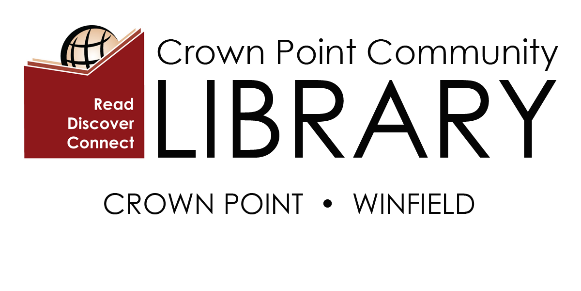 Crown Point Community
LIBRARY
Read
Discover
Connect
CROWN POINT • WINFIELD